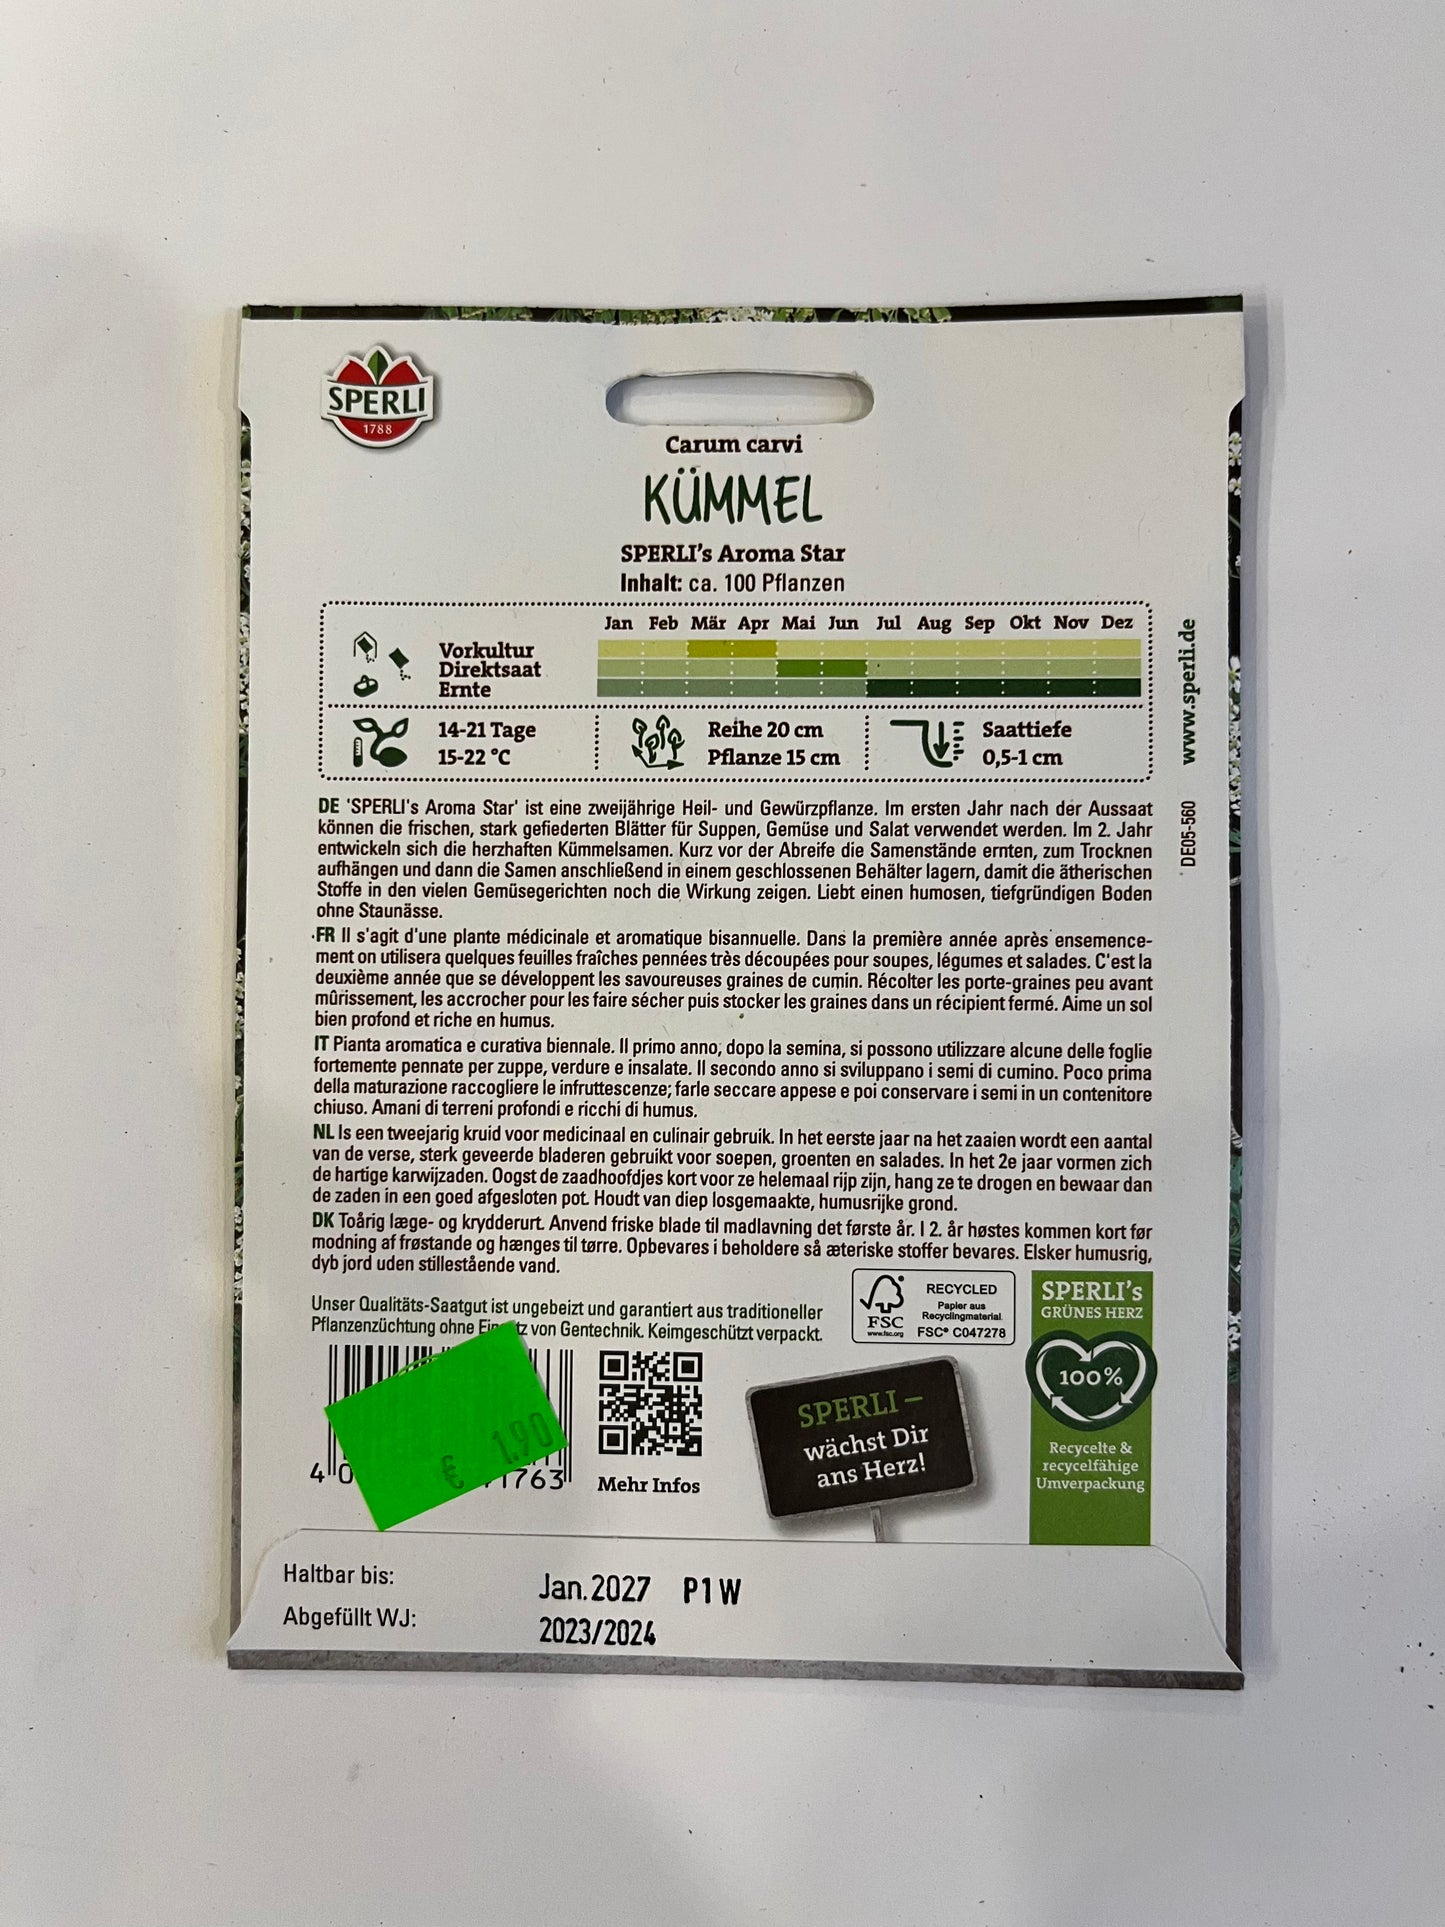 SPERLI
1788
Carum carvi
KÜMMEL
SPERLI's Aroma Star
Inhalt: ca. 100 Pflanzen
Jan Feb Mär Apr Mai Jun Jul Aug Sep Okt Nov Dez
Vorkultur
Direktsaat
Ernte
14-21 Tage
15-22 °C
Reihe 20 cm
Pflanze 15 cm
Saattiefe
0,5-1 cm
www.sperli.de
DE05-560
DE 'SPERLI's Aroma Star' ist eine zweijährige Heil- und Gewürzpflanze. Im ersten Jahr nach der Aussaat
können die frischen, stark gefiederten Blätter für Suppen, Gemüse und Salat verwendet werden. Im 2. Jahr
entwickeln sich die herzhaften Kümmelsamen. Kurz vor der Abreife die Samenstände ernten, zum Trocknen
aufhängen und dann die Samen anschließend in einem geschlossenen Behälter lagern, damit die ätherischen
Stoffe in den vielen Gemüsegerichten noch die Wirkung zeigen. Liebt einen humosen, tiefgründigen Boden
ohne Staunässe.
FR Il s'agit d'une plante médicinale et aromatique bisannuelle. Dans la première année après ensemence-
ment on utilisera quelques feuilles fraîches pennées très découpées pour soupes, légumes et salades. C'est la
deuxième année que se développent les savoureuses graines de cumin. Récolter les porte-graines peu avant
mûrissement, les accrocher pour les faire sécher puis stocker les graines dans un récipient fermé. Aime un sol
bien profond et riche en humus.
IT Pianta aromatica e curativa biennale. Il primo anno, dopo la semina, si possono utilizzare alcune delle foglie
fortemente pennate per zuppe, verdure e insalate. Il secondo anno si sviluppano i semi di cumino. Poco prima
della maturazione raccogliere le infruttescenze; farle seccare appese e poi conservare i semi in un contenitore
chiuso. Amani di terreni profondi e ricchi di humus.
NL Is een tweejarig kruid voor medicinaal en culinair gebruik. In het eerste jaar na het zaaien wordt een aantal
van de verse, sterk geveerde bladeren gebruikt voor soepen, groenten en salades. In het 2e jaar vormen zich
de hartige karwijzaden. Oogst de zaadhoofdjes kort voor ze helemaal rijp zijn, hang ze te drogen en bewaar dan
de zaden in een goed afgesloten pot. Houdt van diep losgemaakte, humusrijke grond.
DK Toårig læge- og krydderurt. Anvend friske blade til madlavning det første år. I 2. år høstes kommen kort før
modning af frøstande og hænges til tørre. Opbevares i beholdere så æteriske stoffer bevares. Elsker humusrig,
dyb jord uden stillestående vand.
Unser Qualitäts-Saatgut ist ungebeizt und garantiert aus traditioneller
Pflanzenzüchtung ohne von Gentechnik. Keimgeschützt verpackt.
FSC
www.fsc.org
RECYCLED
Papier aus
Recyclingmaterial
FSC® C047278
SPERLI's
GRÜNES HERZ
100%
Recycelte &
recycelfähige
Umverpackung
€ 1.90
4 0 1763
Mehr Infos
SPERLI –
wächst Dir
ans Herz!
Haltbar bis: Jan.2027 P1W
Abgefüllt WJ: 2023/2024